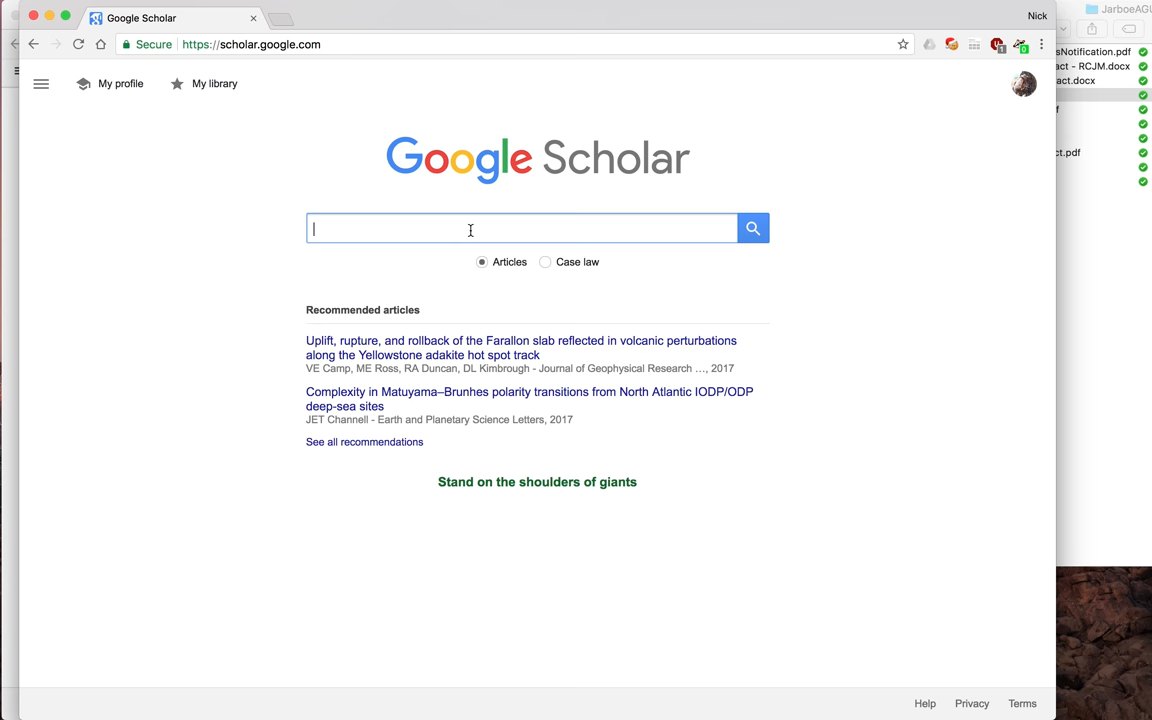 Google Scholar
Nick
JarboeAGU
Secure
https://scholar.google.com
1
0
sNotification.pdf
act - RCJM.docx
act.docx
f
ct.pdf
My profile
My library
Google Scholar
Articles
Case law
Recommended articles
Uplift, rupture, and rollback of the Farallon slab reflected in volcanic perturbations
along the Yellowstone adakite hot spot track
VE Camp, ME Ross, RA Duncan, DL Kimbrough - Journal of Geophysical Research ..., 2017
Complexity in Matuyama–Brunhes polarity transitions from North Atlantic IODP/ODP
deep-sea sites
JET Channell - Earth and Planetary Science Letters, 2017
See all recommendations
Stand on the shoulders of giants
Help
Privacy
Terms